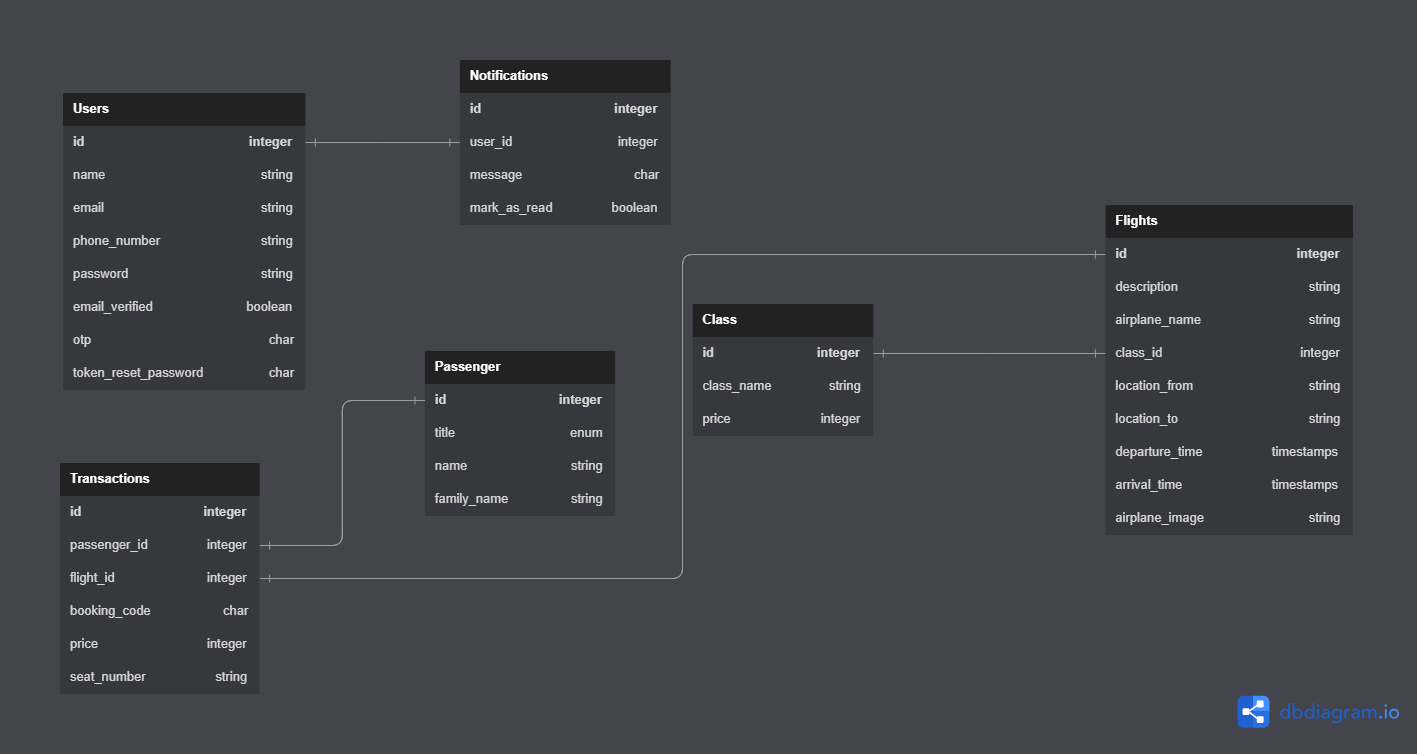 Users
id integer
name string
email string
phone_number string
password string
email_verified boolean
otp char
token_reset_password char
Notifications
id integer
user_id integer
message char
mark_as_read boolean
Flights
id integer
description string
airplane_name string
class_id integer
location_from string
location_to string
departure_time timestamps
arrival_time timestamps
airplane_image string
Class
id integer
class_name string
price integer
Passenger
id integer
title enum
name string
family_name string
Transactions
id integer
passenger_id integer
flight_id integer
booking_code char
price integer
seat_number string
dbdiagram.io